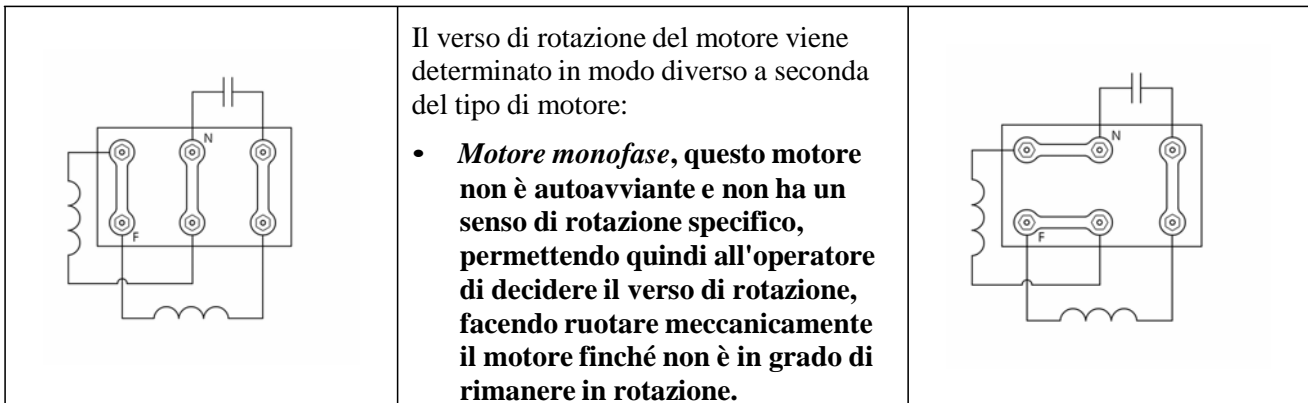 N
F
Il verso di rotazione del motore viene
determinato in modo diverso a seconda
del tipo di motore:
• Motore monofase, questo motore
non è autoavviante e non ha un
senso di rotazione specifico,
permettendo quindi all'operatore
di decidere il verso di rotazione,
facendo ruotare meccanicamente
il motore finché non è in grado di
rimanere in rotazione.
N
F